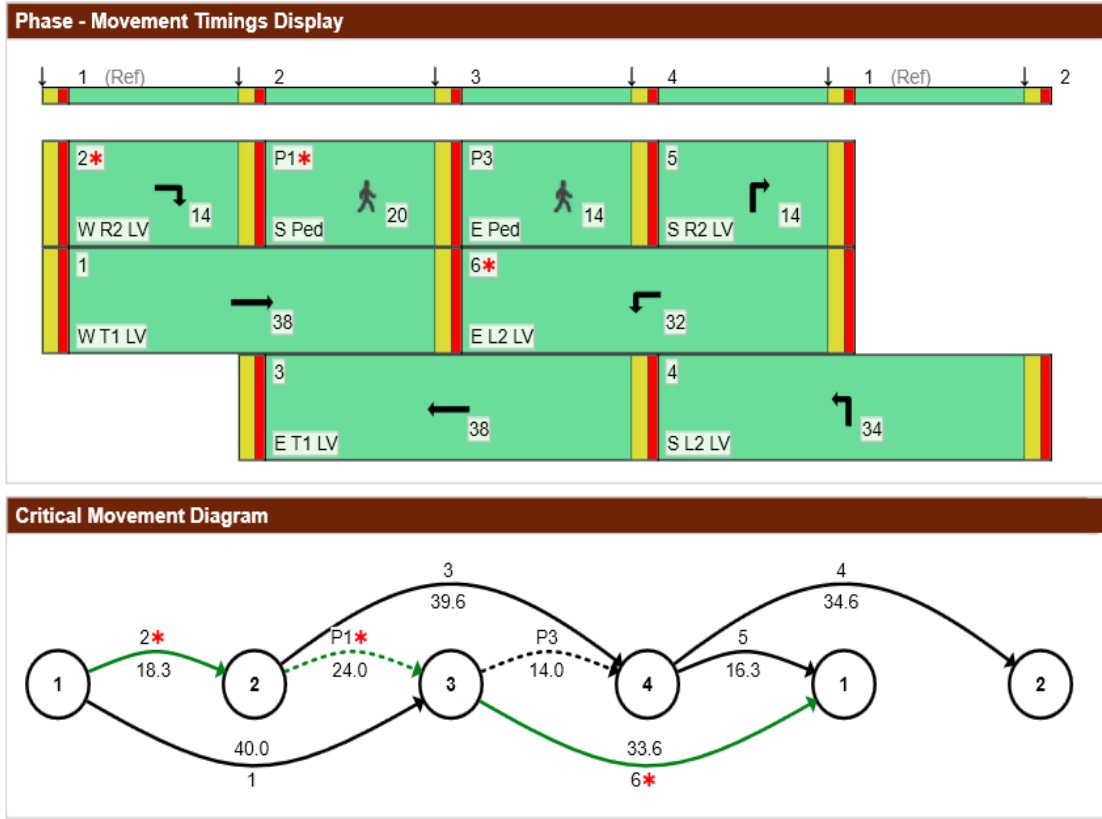 Phase - Movement Timings Display
1 (Ref) 2 3 4 1 (Ref) 2
2* P1* P3 5
14 20 14 14
W R2 LV S Ped E Ped S R2 LV
1 6*
38 32
W T1 LV E L2 LV
3 4
38 34
E T1 LV S L2 LV
Critical Movement Diagram
3 4
39.6 34.6
2* P1* P3 5
18.3 24.0 14.0 16.3
1 2 3 4 1 2
40.0 33.6
1 6*